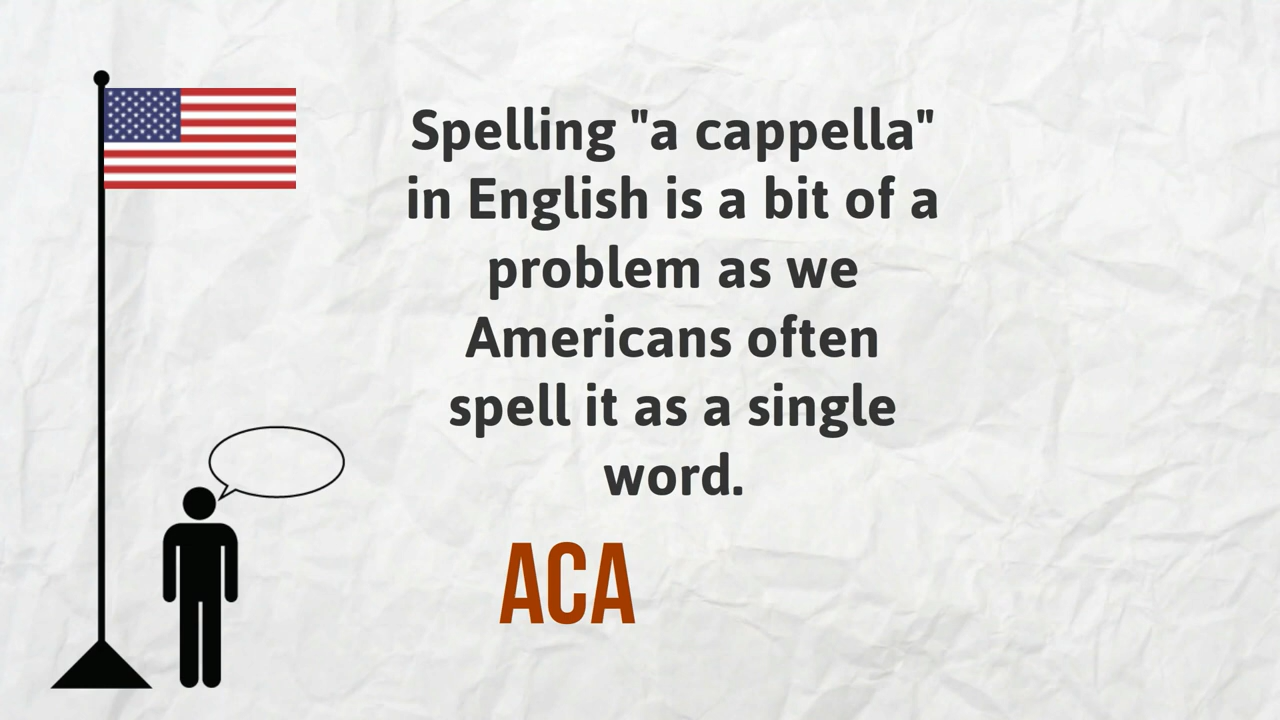 Spelling "a cappella"
in English is a bit of a
problem as we
Americans often
spell it as a single
word.
ACA